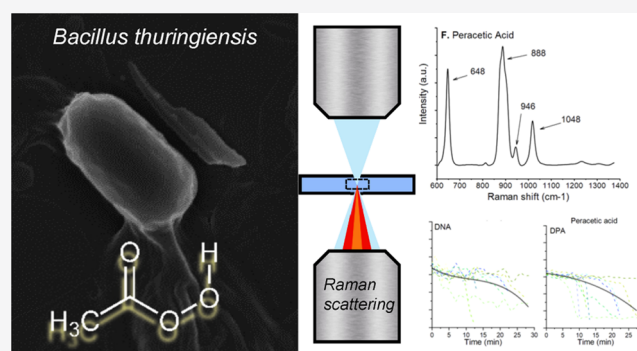 Bacillus thuringiensis
H
O
O
H₃C
O
Raman
scattering
F. Peracetic Acid
648
888
946
1048
Intensity (a.u.)
600 700 800 900 1000 1100 1200 1300 1400
Raman shift (cm-1)
DNA
0 5 10 15 20 25 30
Time (min)
Peracetic acid
DPA
0 5 10 15 20 25
Time (min)